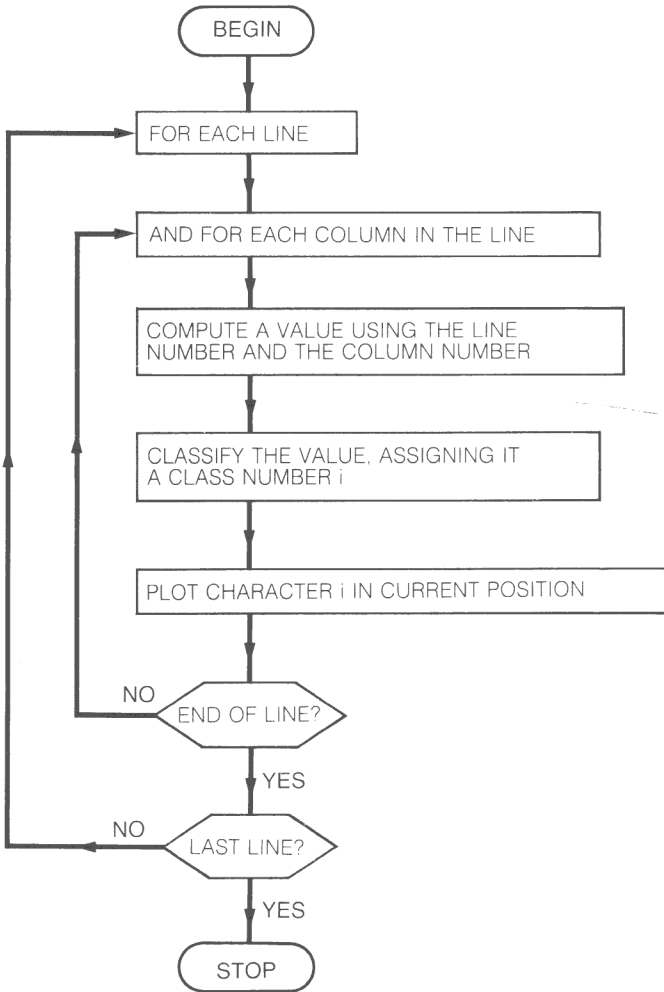 BEGIN
FOR EACH LINE
AND FOR EACH COLUMN IN THE LINE
COMPUTE A VALUE USING THE LINE
NUMBER AND THE COLUMN NUMBER
CLASSIFY THE VALUE, ASSIGNING IT
A CLASS NUMBER i
PLOT CHARACTER i IN CURRENT POSITION
NO
END OF LINE?
YES
NO
LAST LINE?
YES
STOP